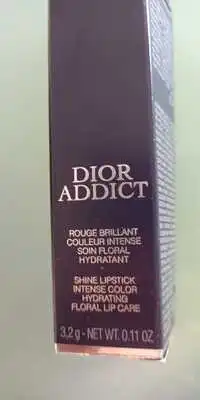 DIOR
ADDICT
ROUGE BRILLANT
COULEUR INTENSE
SOIN FLORAL
HYDRATANT
SHINE LIPSTICK
INTENSE COLOR
HYDRATING
FLORAL LIP CARE
3.2 g - NET WT. 0.11 OZ